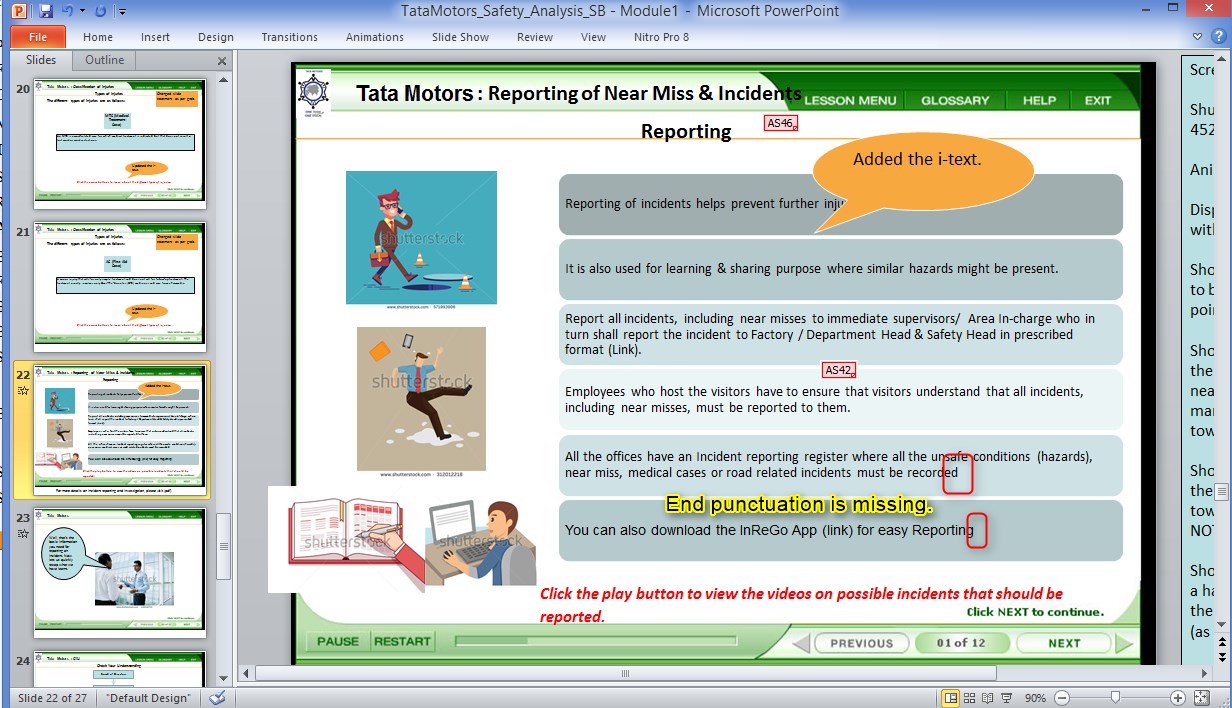 TataMotors_Safety_Analysis_SB - Module1 - Microsoft PowerPoint
File Home Insert Design Transitions Animations Slide Show Review View Nitro Pro 8
Slides Outline
20
21
22
23
24
Tata Motors : Reporting of Near Miss & Incidents
LESSON MENU GLOSSARY HELP EXIT
Reporting
AS46
Added the i-text.
Reporting of incidents helps prevent further
It is also used for learning & sharing purpose where similar hazards might be present.
Report all incidents, including near misses to immediate supervisors/ Area In-charge who in
turn shall report the incident to Factory / Department Head & Safety Head in prescribed
format (Link).
AS42
Employees who host the visitors have to ensure that visitors understand that all incidents,
including near misses, must be reported to them.
All the offices have an Incident reporting register where all the unsafe conditions (hazards),
near miss, medical cases or road related incidents must be recorded
End punctuation is missing.
You can also download the InReGo App (link) for easy Reporting
shutterstock
www.shutterstock.com · 371893906
shutterstock
www.shutterstock.com · 312012218
shutterstock
shutterstock
Click the play button to view the videos on possible incidents that should be
reported.
Click NEXT to continue.
PAUSE RESTART PREVIOUS 01 of 12 NEXT
Scre
Shu
452
Ani
Disp
with
Sho
to b
poin
Sho
the
nea
mar
tow
Sho
the
tow
NOT
Sho
a ha
the
(as
Slide 22 of 27 "Default Design" 90%